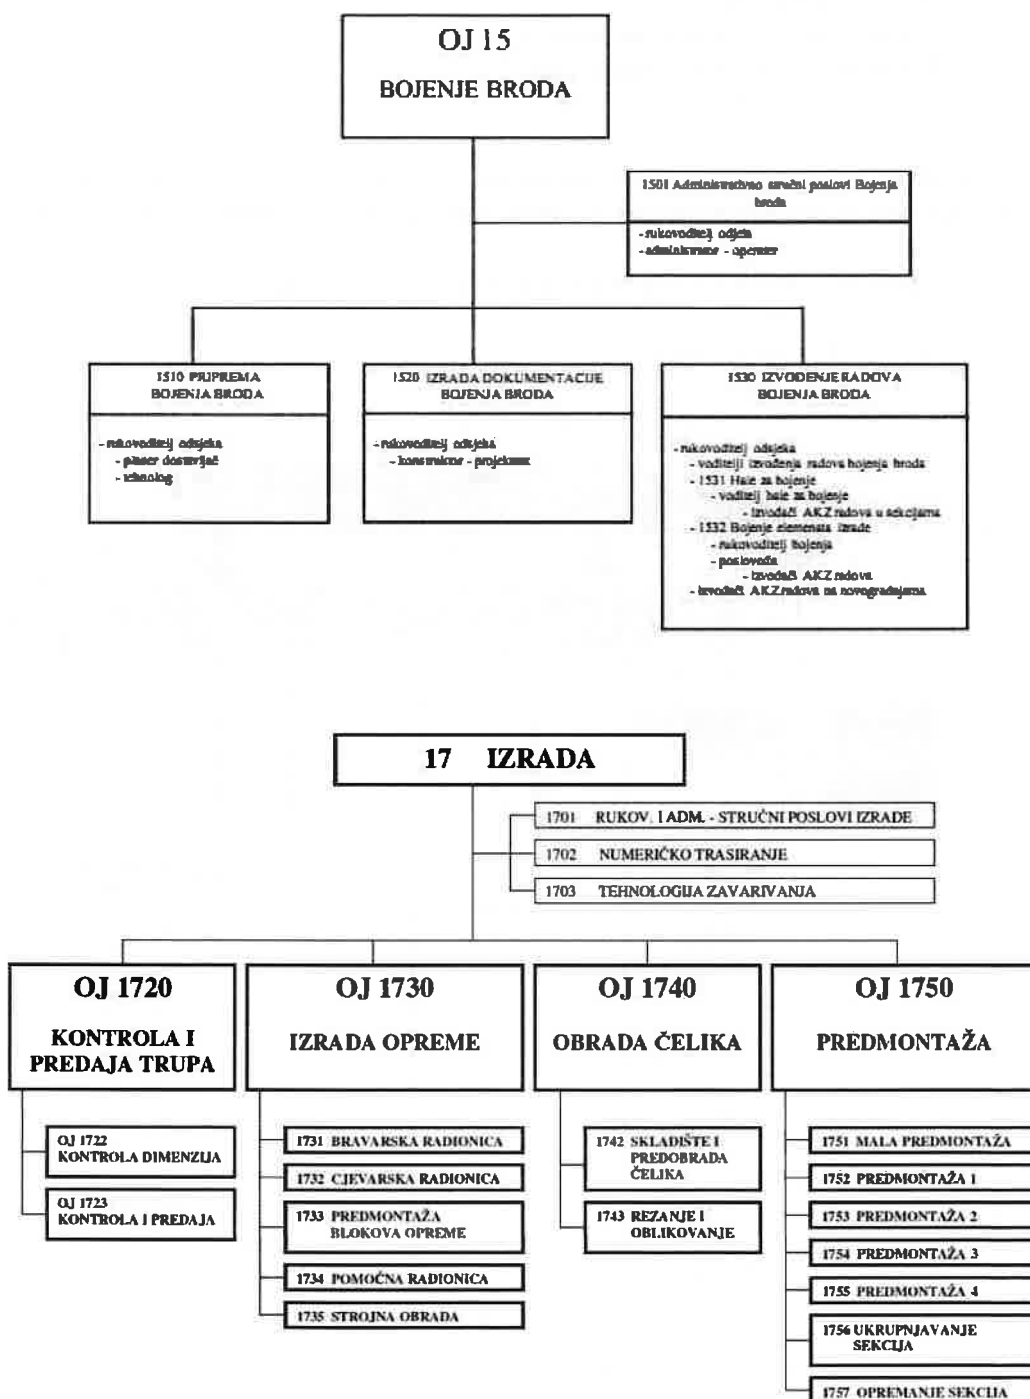 OJ 15
BOJENJE BRODA
1501 Administrativno stručni poslovi Bojenja
broda
- rukovoditelj odjela
- administrator - operater
1510 PRIPREMA
BOJENJA BRODA
- rukovoditelj odsjeka
- planer dostavljač
- tehnolog
1520 IZRADA DOKUMENTACIJE
BOJENJA BRODA
- rukovoditelj odsjeka
- konstruktor - projektant
1530 IZVOĐENJE RADOVA
BOJENJA BRODA
- rukovoditelj odsjeka
- voditelji izvođenja radova bojenja broda
- 1531 Hale za bojenje
- voditelj hale za bojenje
- izvođači AKZ radova u sekcijama
- 1532 Bojenje elemenata izrade
- rukovoditelj bojenja
- poslovođa
- izvođači AKZ radova
- izvođači AKZ radova na novogradnjama
17 IZRADA
1701 RUKOV. I ADM. - STRUČNI POSLOVI IZRADE
1702 NUMERIČKO TRASIRANJE
1703 TEHNOLOGIJA ZAVARIVANJA
OJ 1720
KONTROLA I
PREDAJA TRUPA
OJ 1722
KONTROLA DIMENZIJA
OJ 1723
KONTROLA I PREDAJA
OJ 1730
IZRADA OPREME
1731 BRAVARSKA RADIONICA
1732 CJEVARSKA RADIONICA
1733 PREDMONTAŽA
BLOKOVA OPREME
1734 POMOĆNA RADIONICA
1735 STROJNA OBRADA
OJ 1740
OBRADA ČELIKA
1742 SKLADIŠTE I
PREDOBRADA
ČELIKA
1743 REZANJE I
OBLIKOVANJE
OJ 1750
PREDMONTAŽA
1751 MALA PREDMONTAŽA
1752 PREDMONTAŽA 1
1753 PREDMONTAŽA 2
1754 PREDMONTAŽA 3
1755 PREDMONTAŽA 4
1756 UKRUPNJAVANJE
SEKCIJA
1757 OPREMANJE SEKCIJA